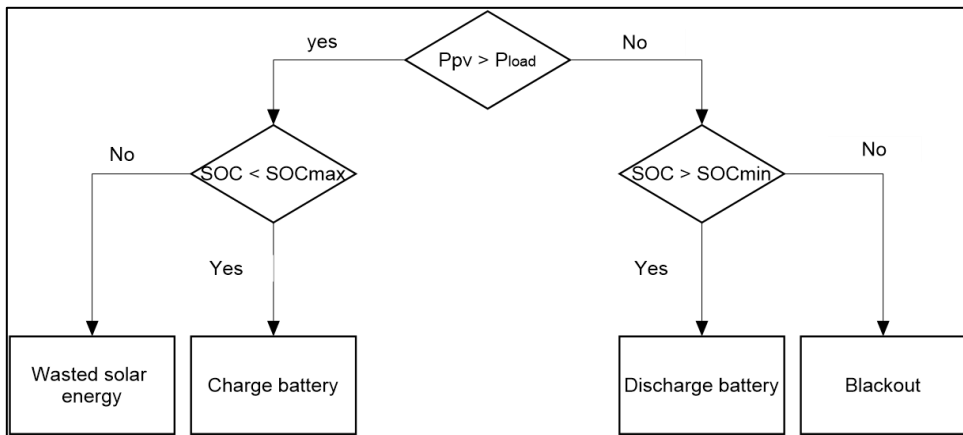 yes
Ppv > Pload
No
No
SOC < SOCmax
SOC > SOCmin
No
Yes
Yes
Wasted solar
energy
Charge battery
Discharge battery
Blackout